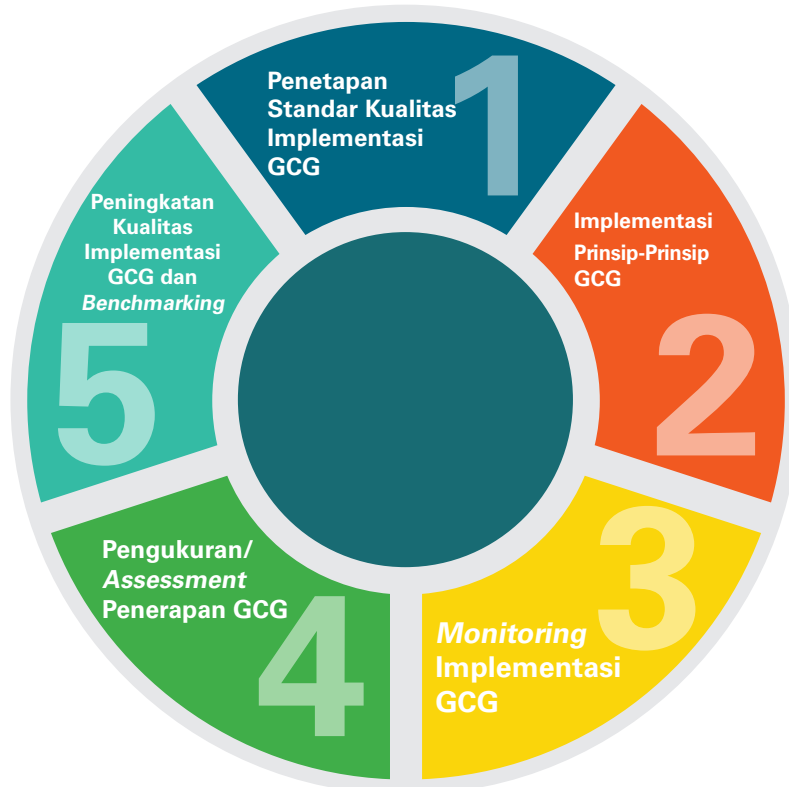 1
Penetapan
Standar Kualitas
Implementasi
GCG
2
Implementasi
Prinsip-Prinsip
GCG
3
Monitoring
Implementasi
GCG
4
Pengukuran/
Assessment
Penerapan GCG
5
Peningkatan
Kualitas
Implementasi
GCG dan
Benchmarking